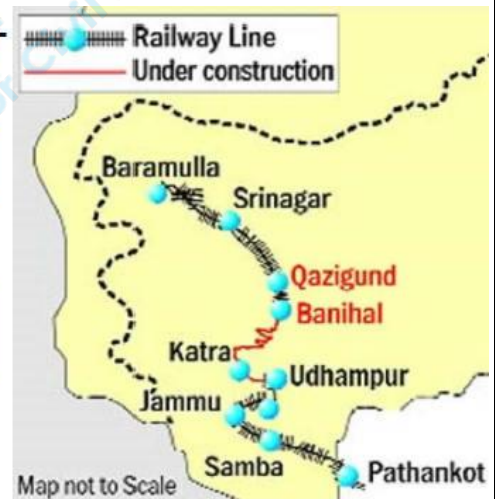 Railway Line
Under construction
Baramulla
Srinagar
Qazigund
Banihal
Katra
Udhampur
Jammu
Samba
Pathankot
Map not to Scale